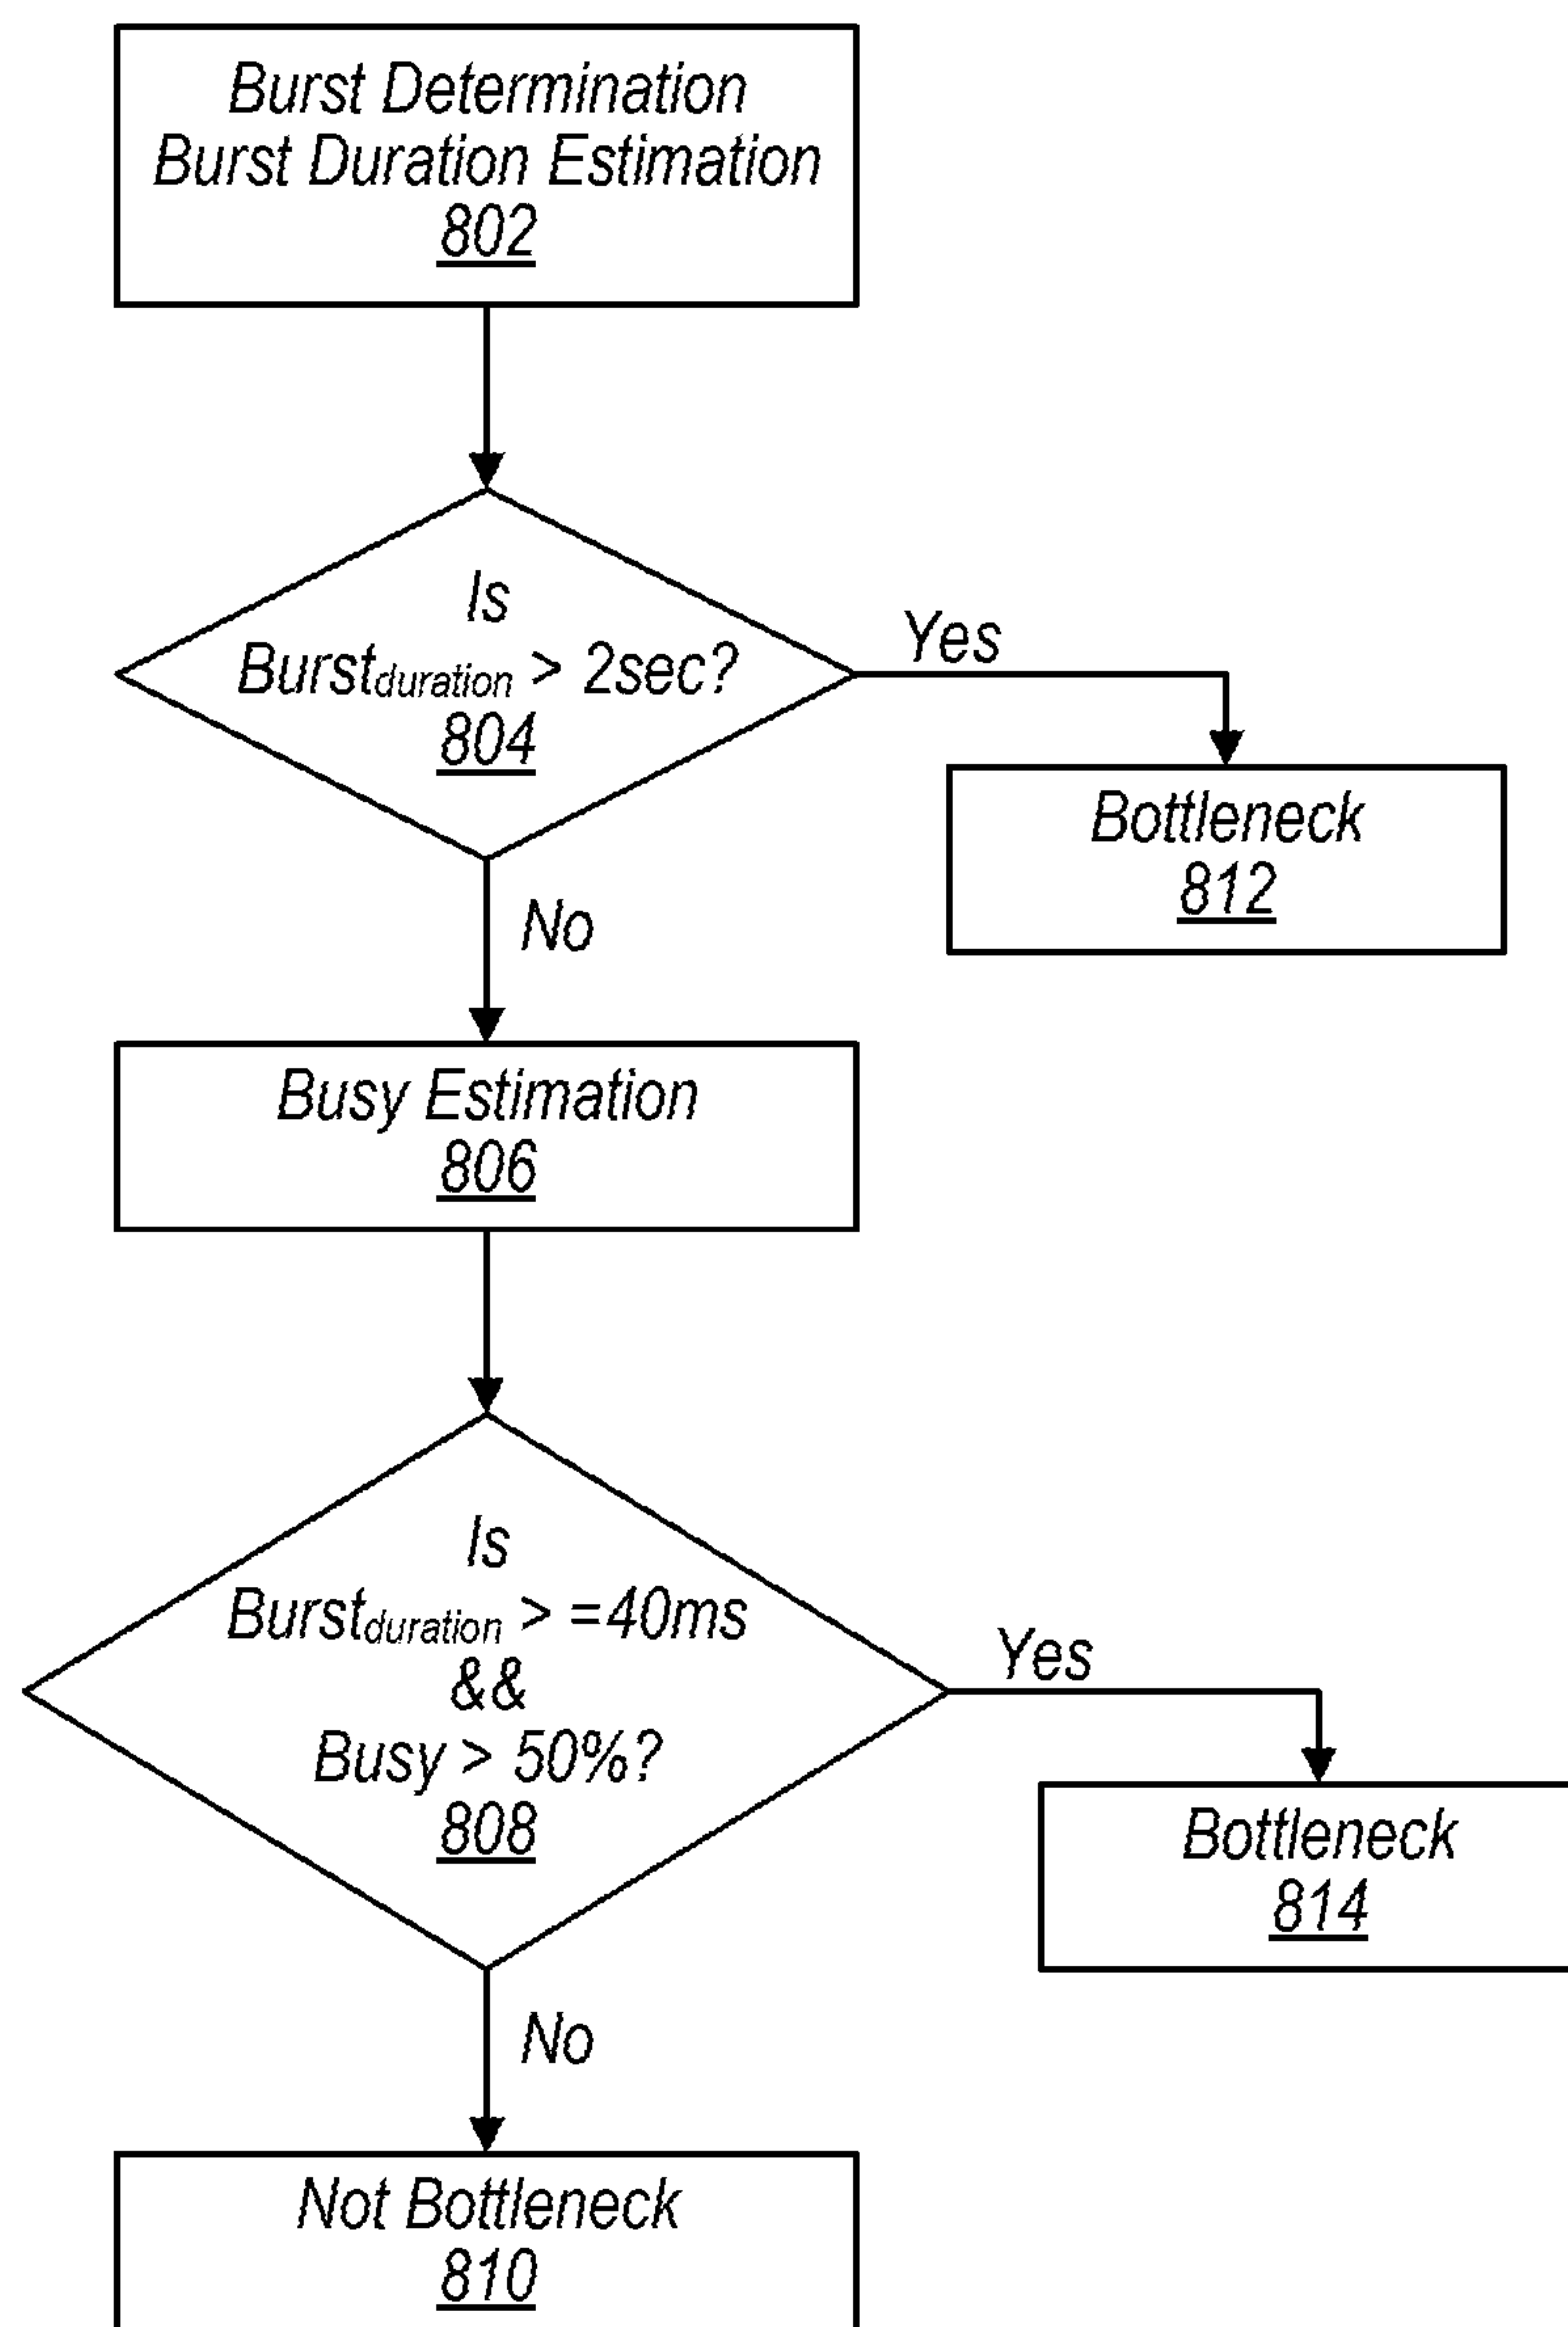 Burst Determination
Burst Duration Estimation
802
Is
Burstduration > 2sec?
804
Yes
Bottleneck
812
No
Busy Estimation
806
Is
Burstduration > =40ms
&&
Busy > 50%?
808
Yes
Bottleneck
814
No
Not Bottleneck
810